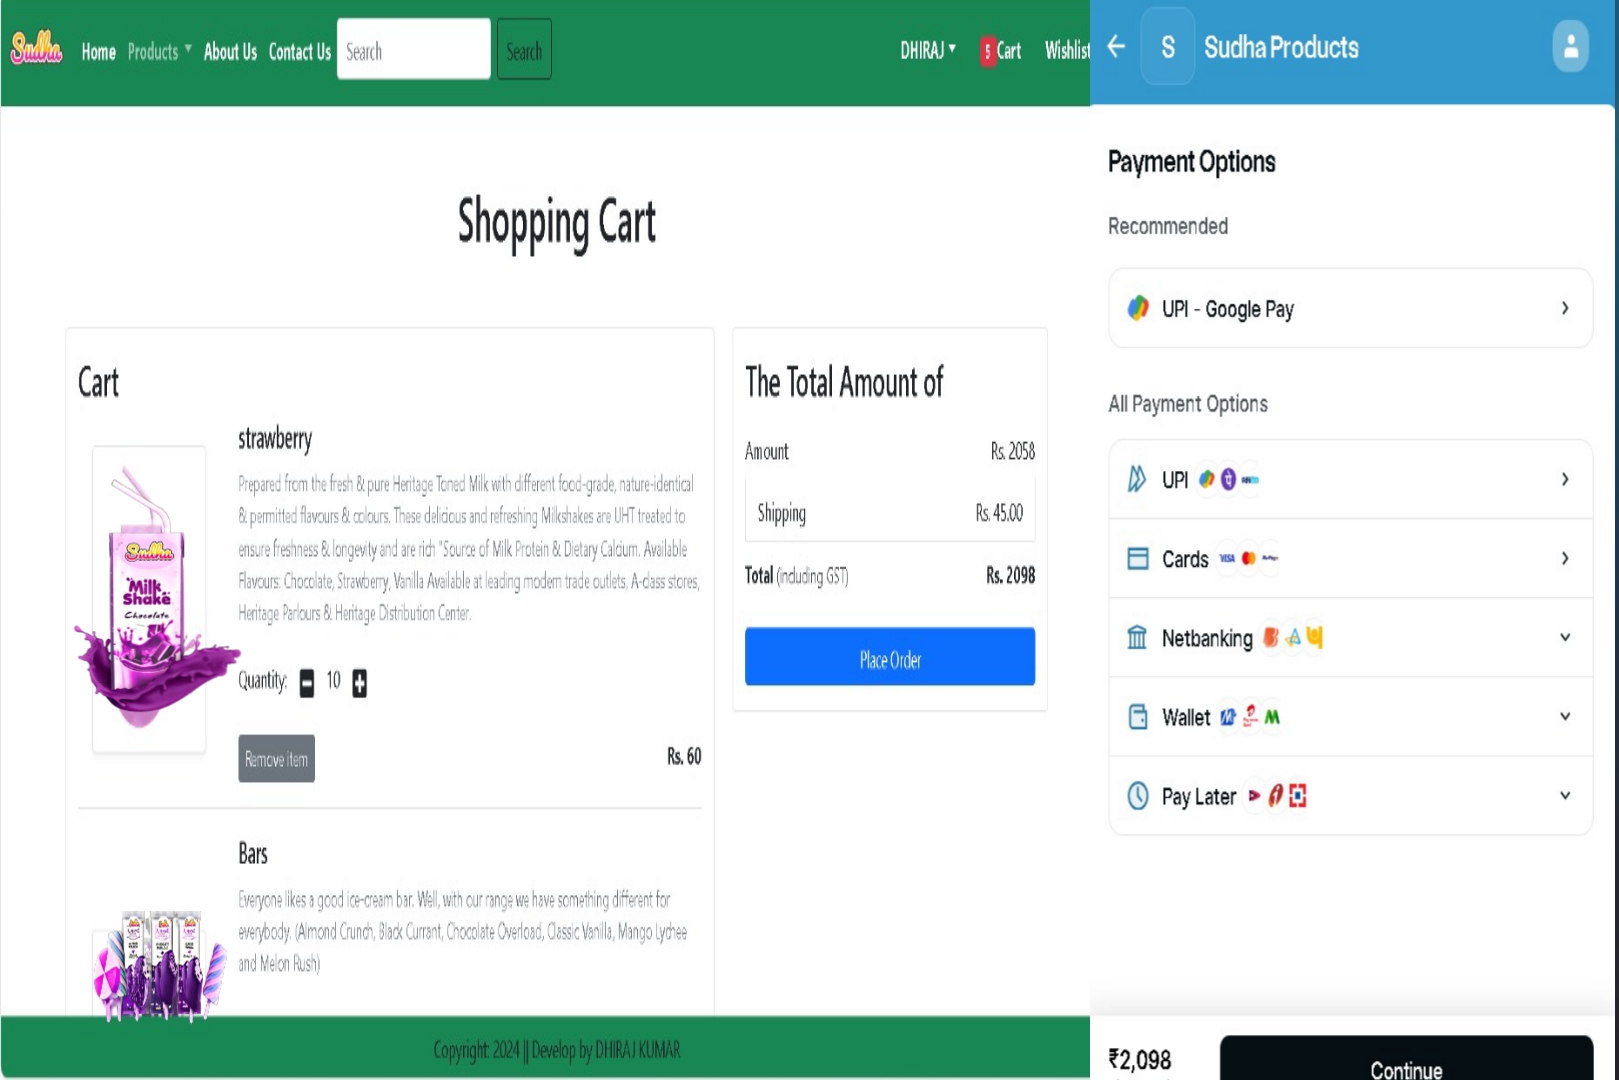 Sudha
Home Products About Us Contact Us Search Search
DHIRAJ 5 Cart Wishlist
Shopping Cart
Cart
strawberry
Prepared from the fresh & pure Heritage Toned Milk with different food-grade, nature-identical
& permitted flavours & colours. These delicious and refreshing Milkshakes are UHT treated to
ensure freshness & longevity and are rich "Source of Milk Protein & Dietary Calcium. Available
Flavours: Chocolate, Strawberry, Vanilla Available at leading modern trade outlets, A-class stores,
Heritage Parlours & Heritage Distribution Center.
Sudha
Milk
Shake
Chocolate
Quantity: 10
Remove item
Rs. 60
Bars
Everyone likes a good ice-cream bar. Well, with our range we have something different for
everybody. (Almond Crunch, Black Currant, Chocolate Overload, Classic Vanilla, Mango Lychee
and Melon Rush)
The Total Amount of
Amount Rs. 2058
Shipping Rs. 45.00
Total (including GST) Rs. 2098
Place Order
Copyright: 2024 || Develop by DHIRAJ KUMAR
S Sudha Products
Payment Options
Recommended
UPI - Google Pay
All Payment Options
UPI
Cards VISA
Netbanking
Wallet
Pay Later
₹2,098
Continue